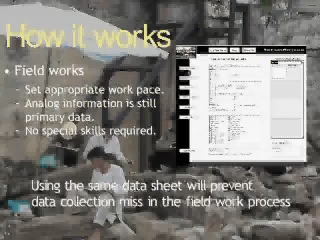 How it works
• Field works
- Set appropriate work pace.
- Analog information is still
primary data.
- No special skills required.
Using the same data sheet will prevent
data collection miss in the field work process